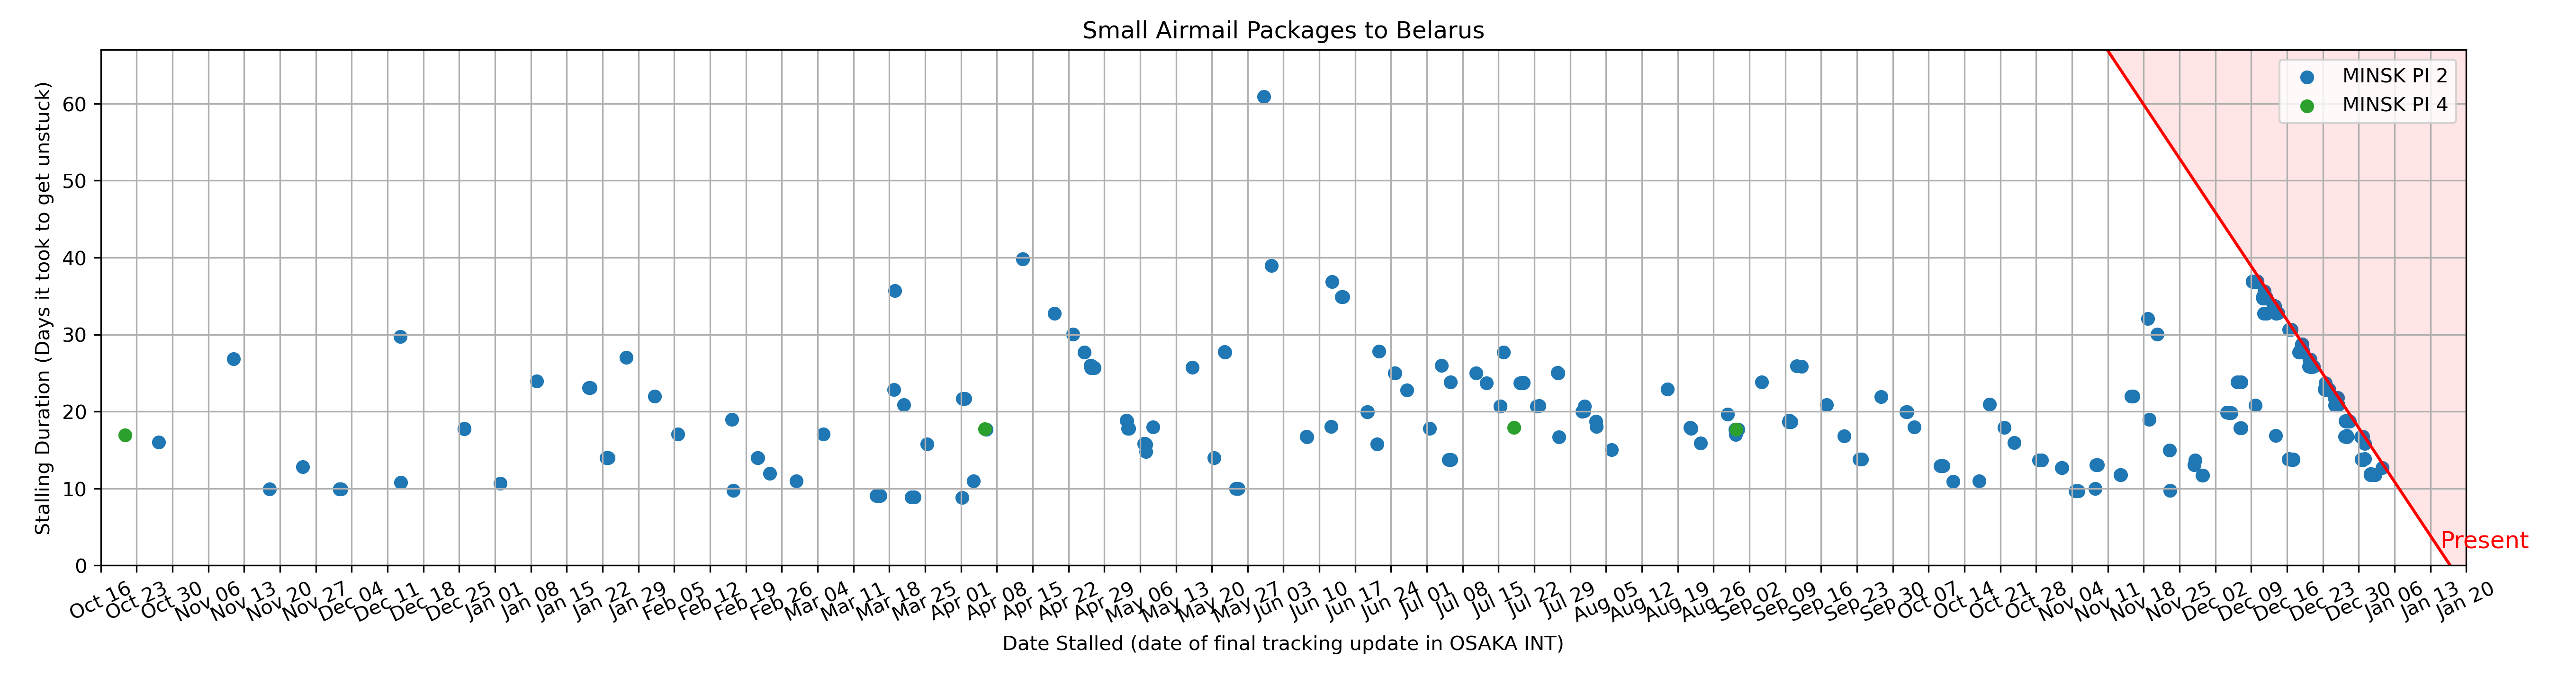 Small Airmail Packages to Belarus
Stalling Duration (Days it took to get unstuck)
60
50
40
30
20
10
0
MINSK PI 2
MINSK PI 4
Present
Oct 16 Oct 23 Oct 30 Nov 06 Nov 13 Nov 20 Nov 27 Dec 04 Dec 11 Dec 18 Dec 25 Jan 01 Jan 08 Jan 15 Jan 22 Jan 29 Feb 05 Feb 12 Feb 19 Feb 26 Mar 04 Mar 11 Mar 18 Mar 25 Apr 01 Apr 08 Apr 15 Apr 22 Apr 29 May 06 May 13 May 20 May 27 Jun 03 Jun 10 Jun 17 Jun 24 Jul 01 Jul 08 Jul 15 Jul 22 Jul 29 Aug 05 Aug 12 Aug 19 Aug 26 Sep 02 Sep 09 Sep 16 Sep 23 Sep 30 Oct 07 Oct 14 Oct 21 Oct 28 Nov 04 Nov 11 Nov 18 Nov 25 Dec 02 Dec 09 Dec 16 Dec 23 Dec 30 Jan 06 Jan 13 Jan 20
Date Stalled (date of final tracking update in OSAKA INT)